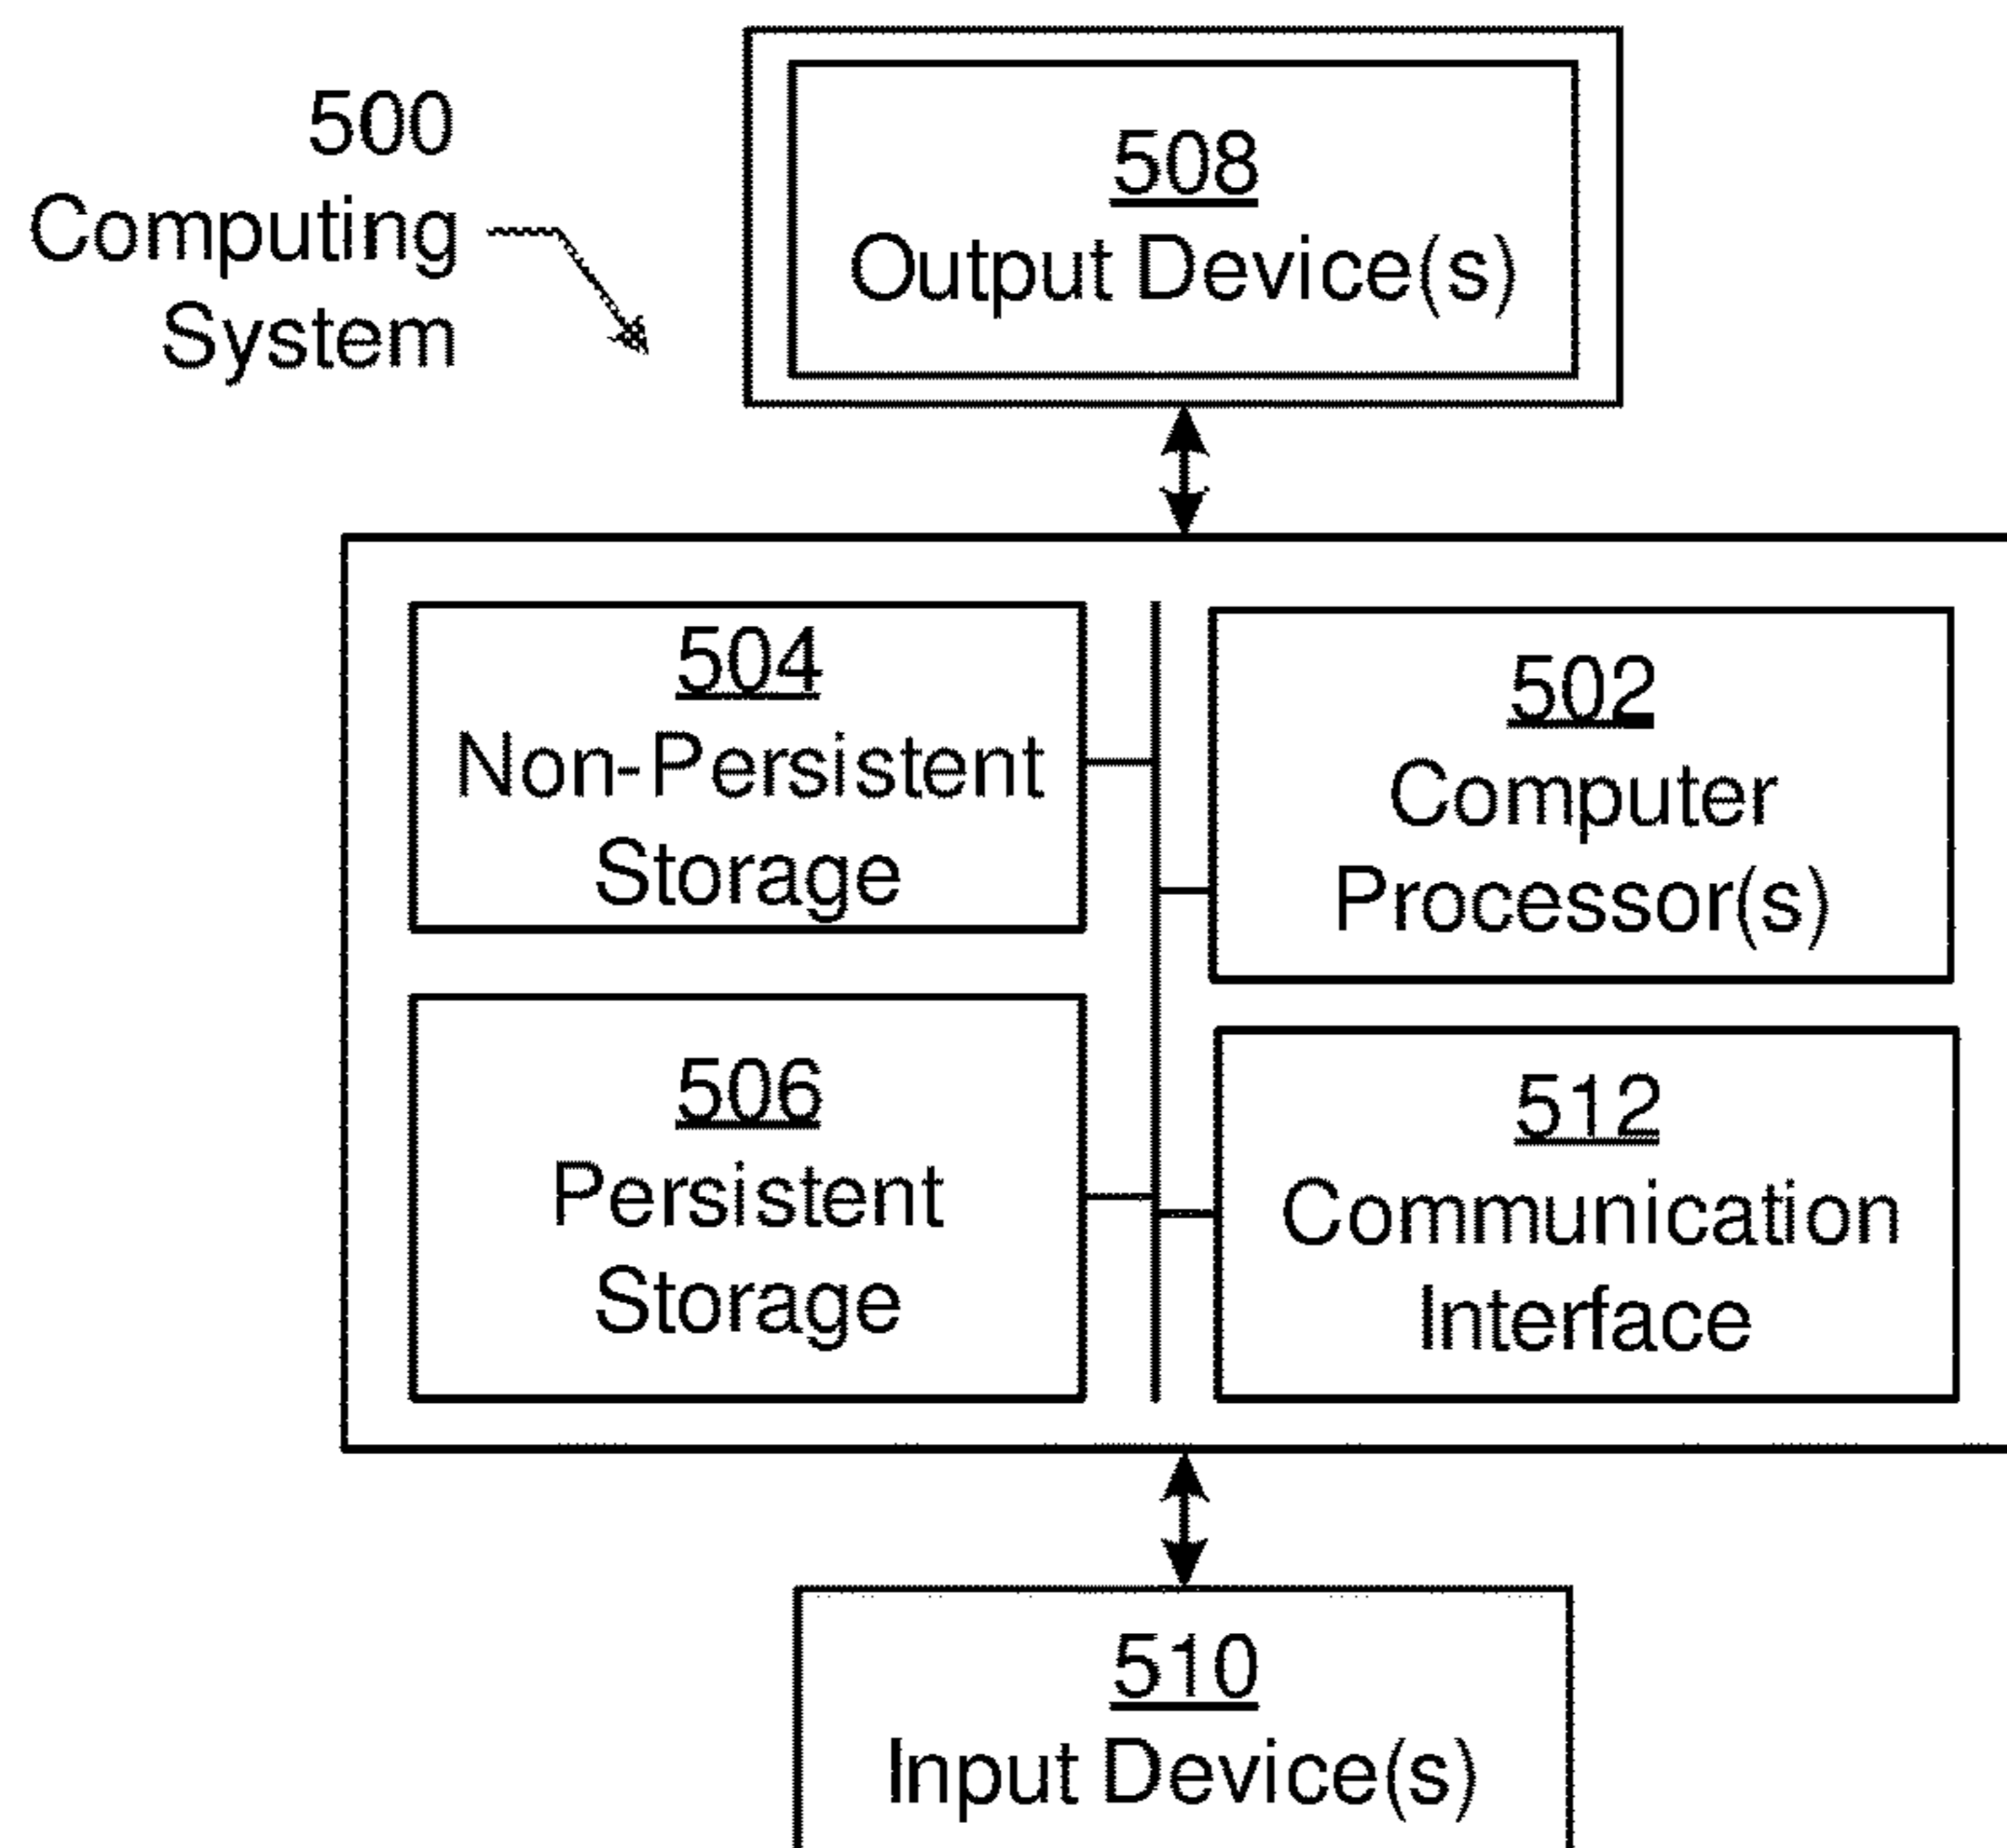 500
Computing
System
508
Output Device(s)
504
Non-Persistent
Storage
502
Computer
Processor(s)
506
Persistent
Storage
512
Communication
Interface
510
Input Device(s)